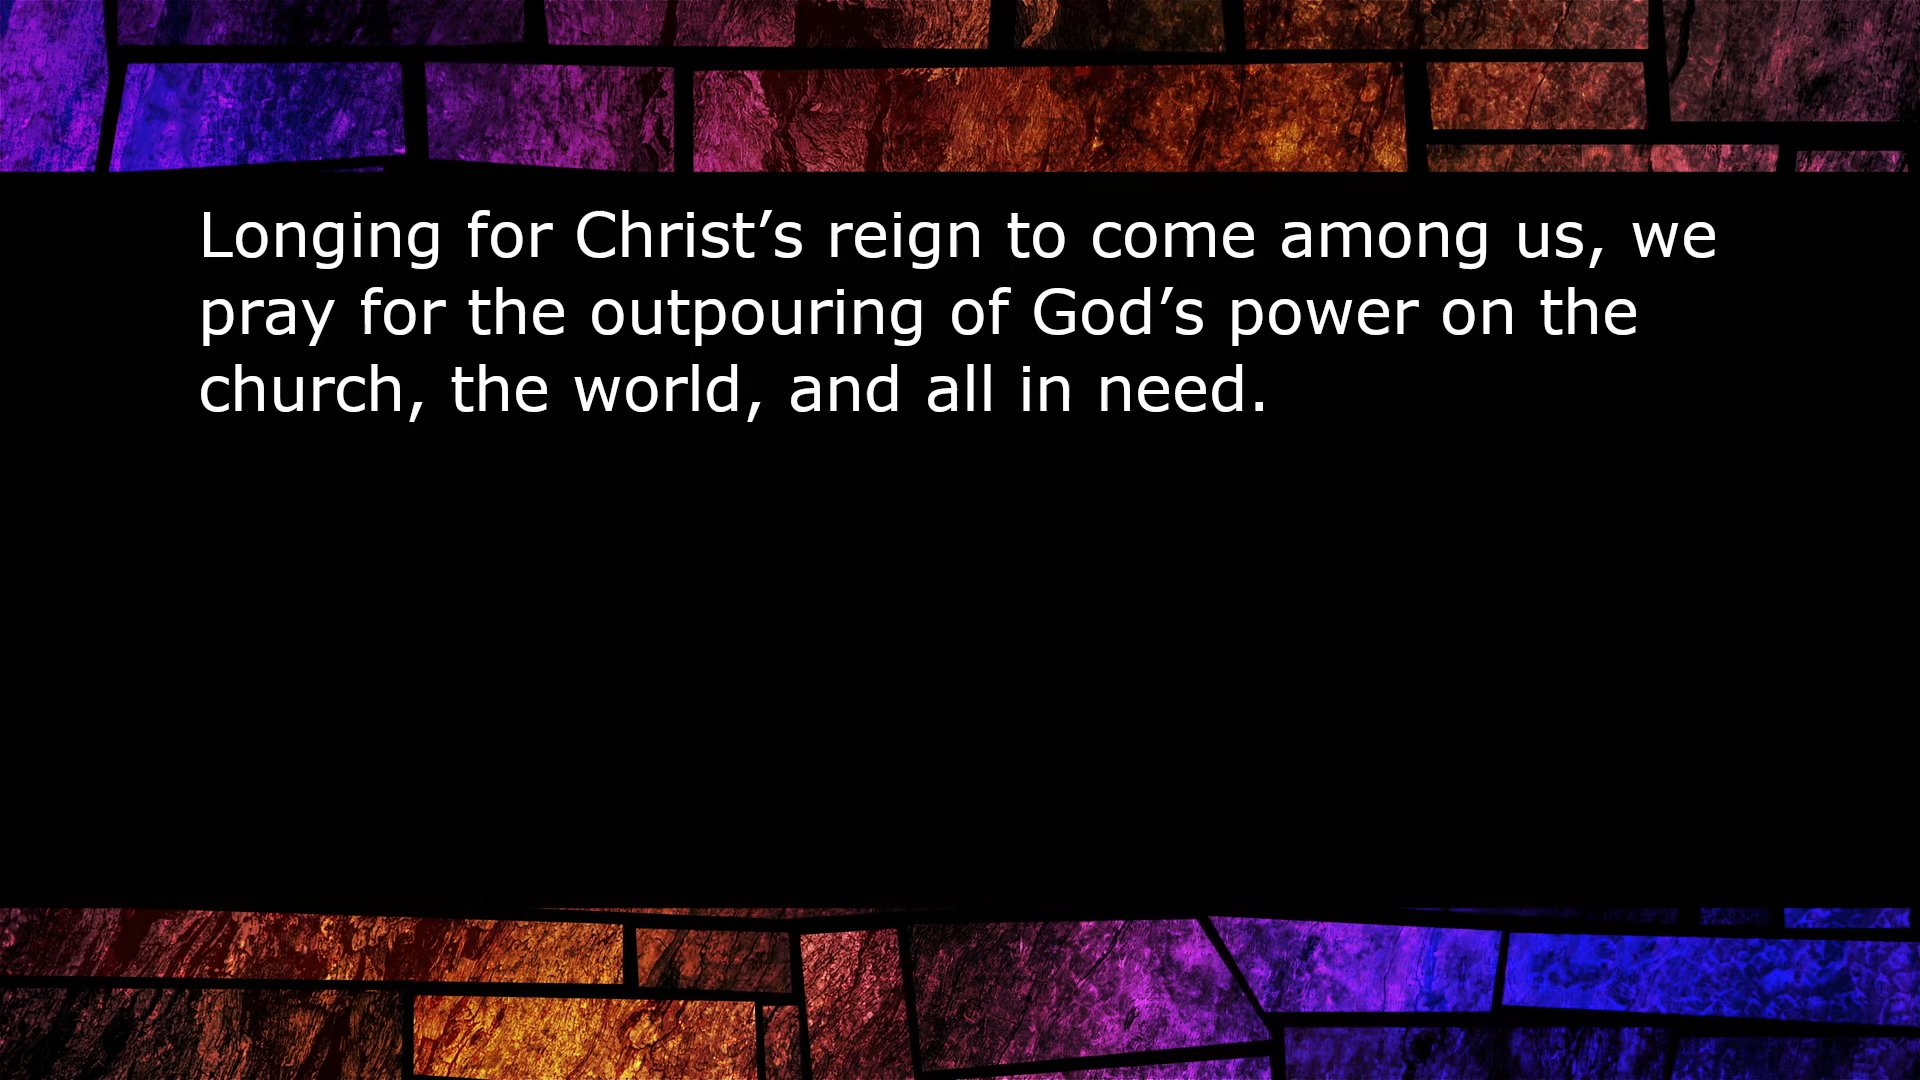 Longing for Christ’s reign to come among us, we
pray for the outpouring of God’s power on the
church, the world, and all in need.